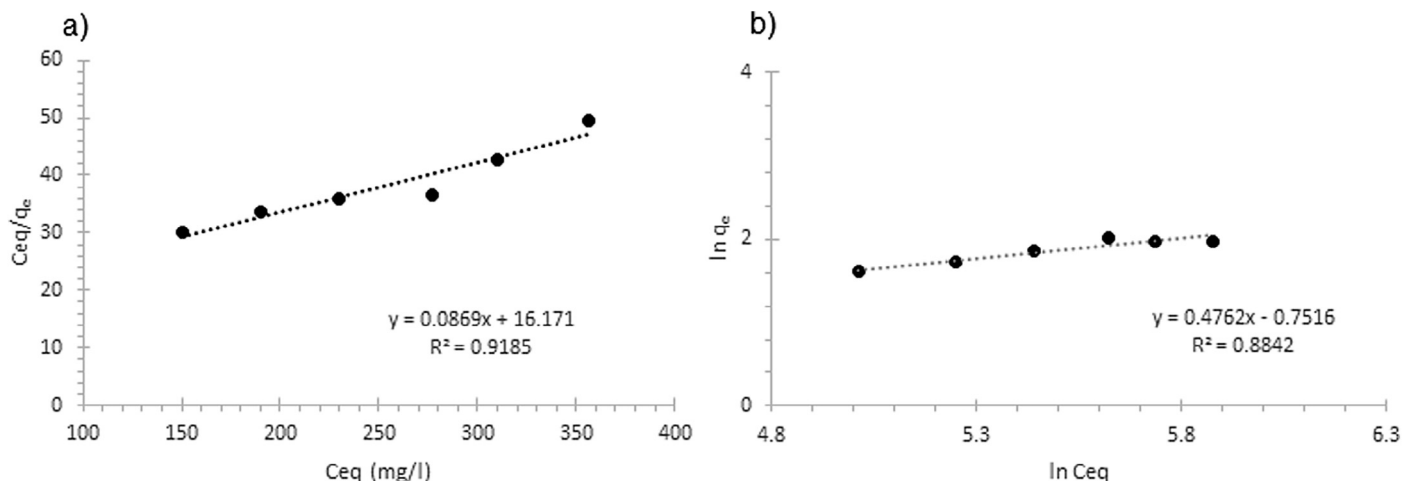 a)
60
50
40
30
20
10
0
Ceq/qₑ
y = 0.0869x + 16.171
R² = 0.9185
100 150 200 250 300 350 400
Ceq (mg/l)
b)
4
2
0
ln qₑ
y = 0.4762x - 0.7516
R² = 0.8842
4.8 5.3 5.8 6.3
ln Ceq